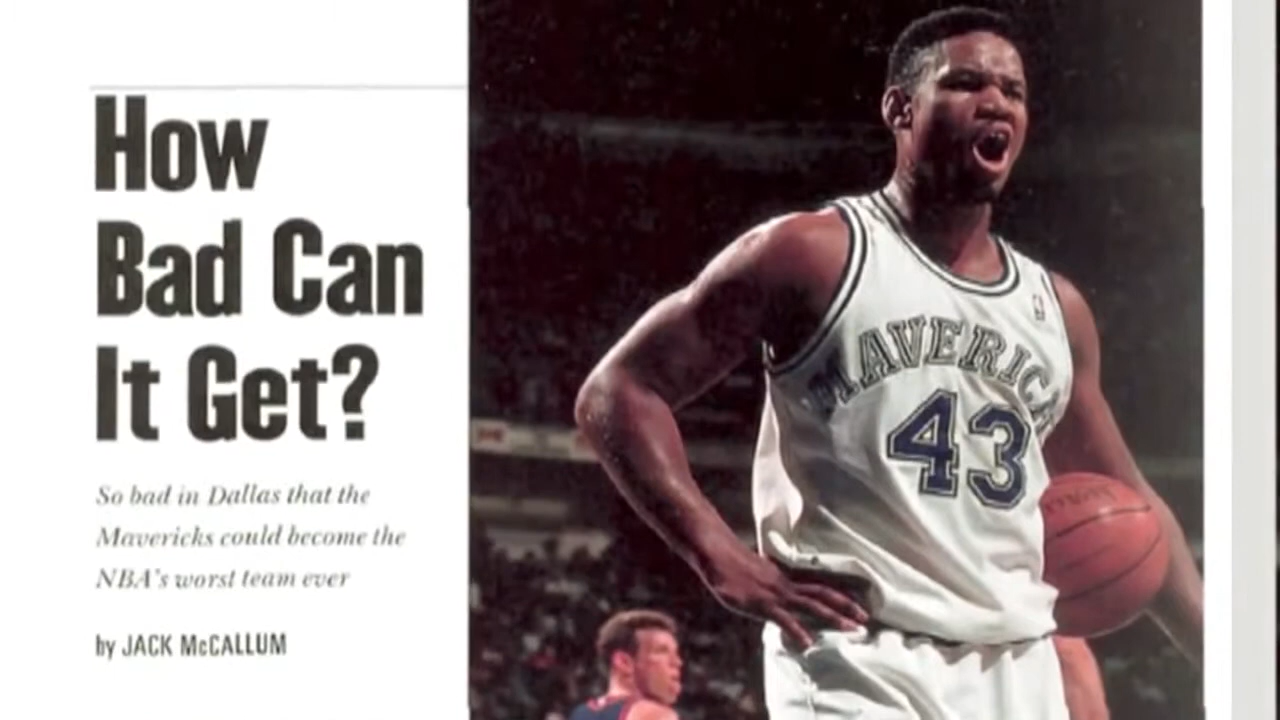 How
Bad Can
It Get?
So bad in Dallas that the
Mavericks could become the
NBA's worst team ever
by JACK McCALLUM
MAVERICK
43